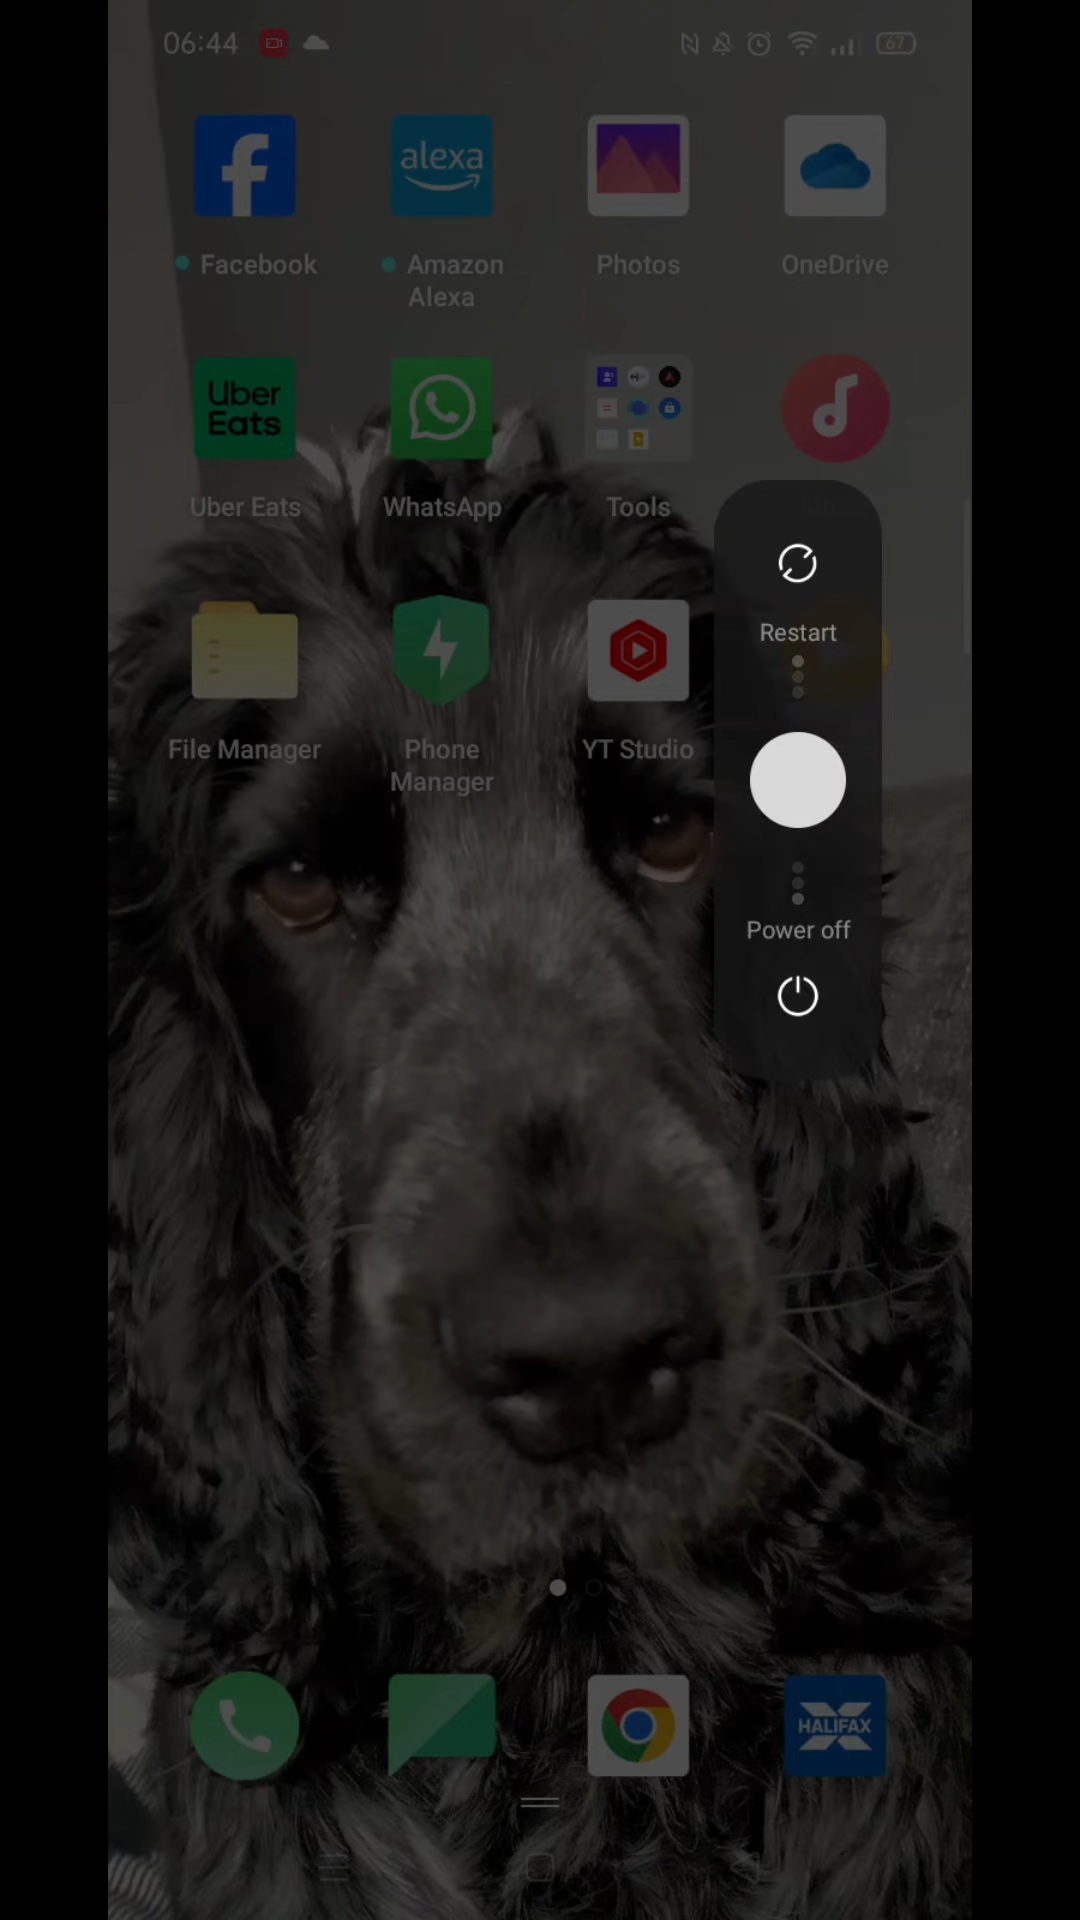 06:44
67
alexa
Facebook
Amazon
Alexa
Photos
OneDrive
Uber
Eats
Uber Eats
WhatsApp
Tools
Restart
File Manager
Phone
Manager
YT Studio
Power off
HALIFAX